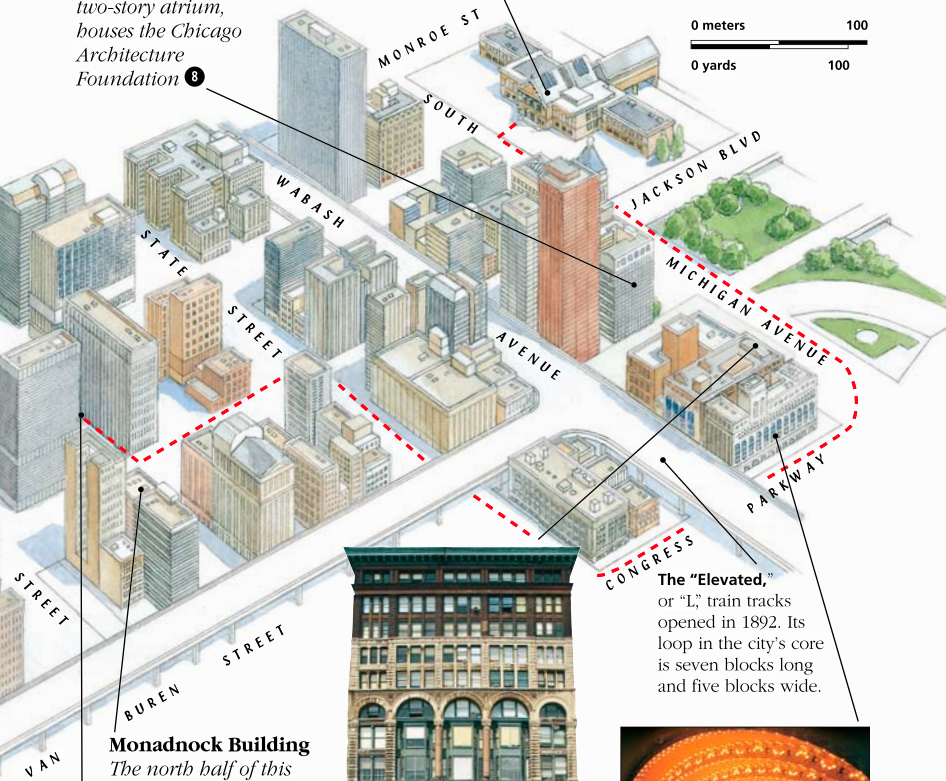 two-story atrium,
houses the Chicago
Architecture
Foundation 8
MONROE ST
0 meters 100
0 yards 100
SOUTH
JACKSON BLVD
WABASH
STATE
MICHIGAN AVENUE
STREET
AVENUE
PARKWAY
CONGRESS
The “Elevated,”
or “L,” train tracks
opened in 1892. Its
loop in the city’s core
is seven blocks long
and five blocks wide.
STREET
VAN BUREN STREET
Monadnock Building
The north half of this